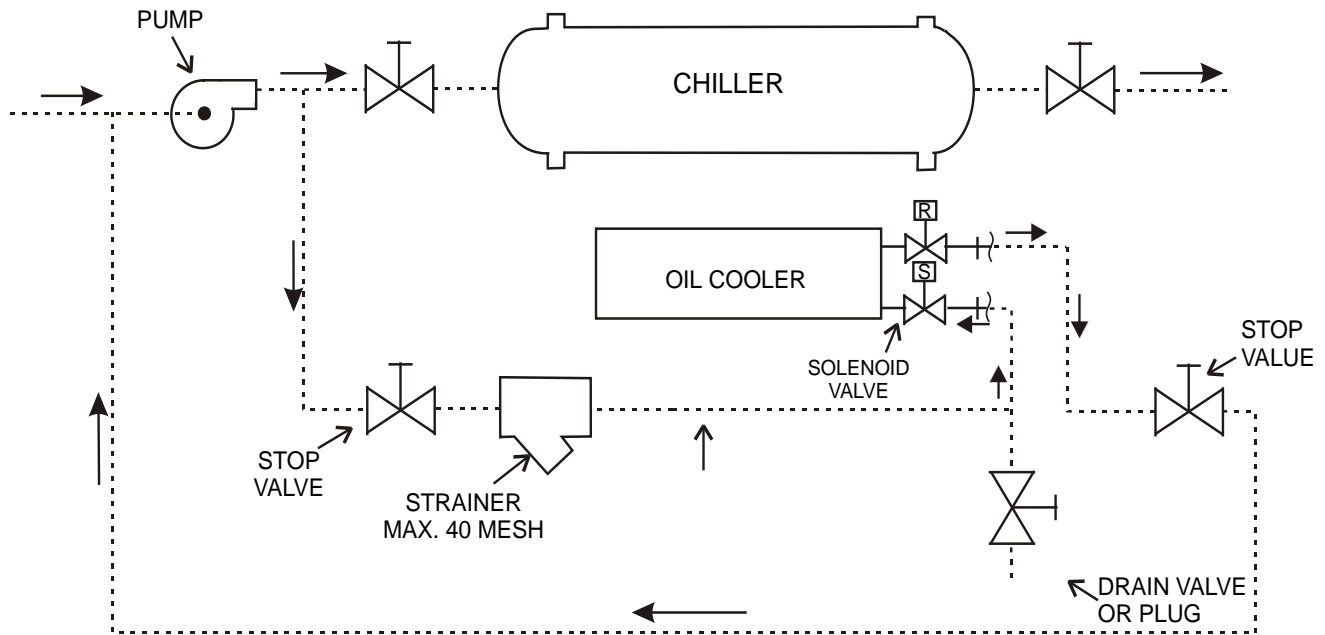 PUMP
CHILLER
R
OIL COOLER
S
SOLENOID
VALVE
STOP
VALUE
STOP
VALVE
STRAINER
MAX. 40 MESH
DRAIN VALVE
OR PLUG